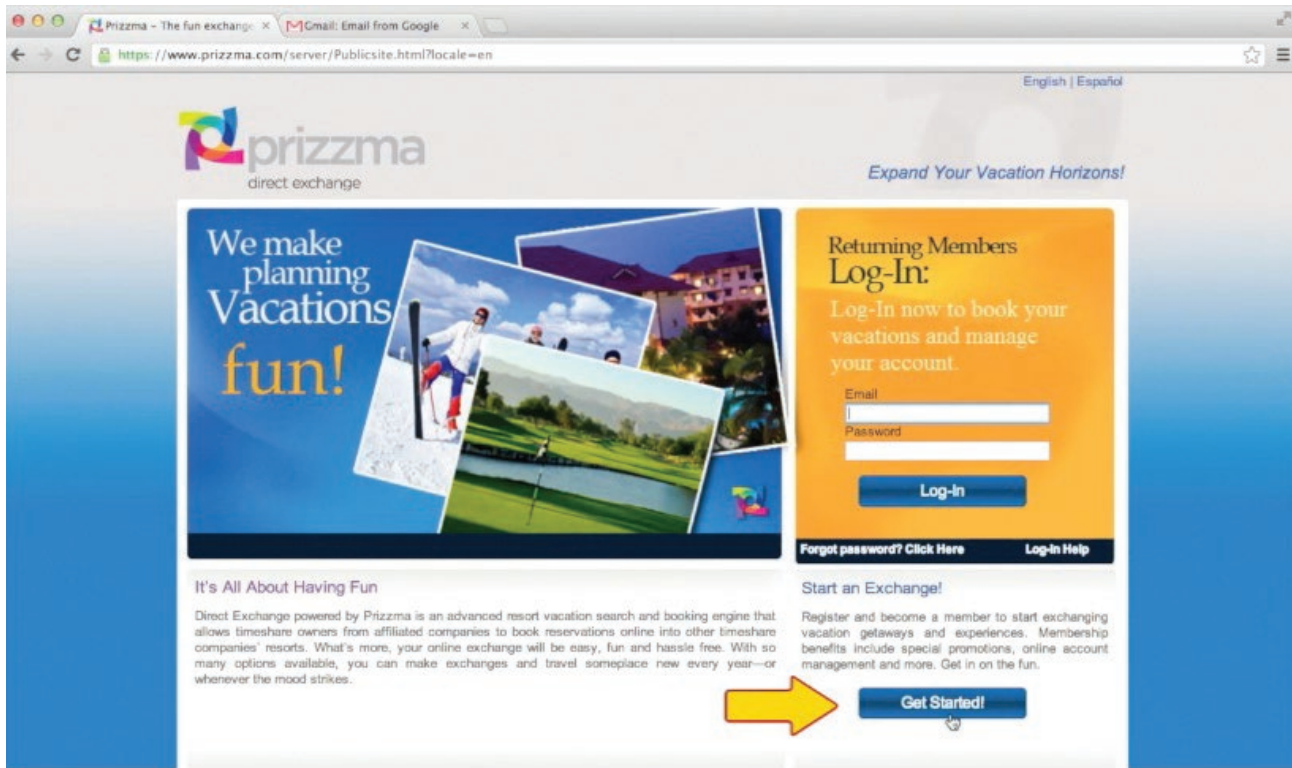 Prizzma - The fun exchange
Gmail: Email from Google
https://www.prizzma.com/server/Publicsite.html?locale=en
English | Español
prizzma
direct exchange
Expand Your Vacation Horizons!
We make
planning
Vacations
fun!
Returning Members
Log-In:
Log-In now to book your
vacations and manage
your account.
Email
Password
Log-In
Forgot password? Click Here
Log-In Help
It's All About Having Fun
Direct Exchange powered by Prizzma is an advanced resort vacation search and booking engine that
allows timeshare owners from affiliated companies to book reservations online into other timeshare
companies' resorts. What's more, your online exchange will be easy, fun and hassle free. With so
many options available, you can make exchanges and travel someplace new every year—or
whenever the mood strikes.
Start an Exchange!
Register and become a member to start exchanging
vacation getaways and experiences. Membership
benefits include special promotions, online account
management and more. Get in on the fun.
Get Started!